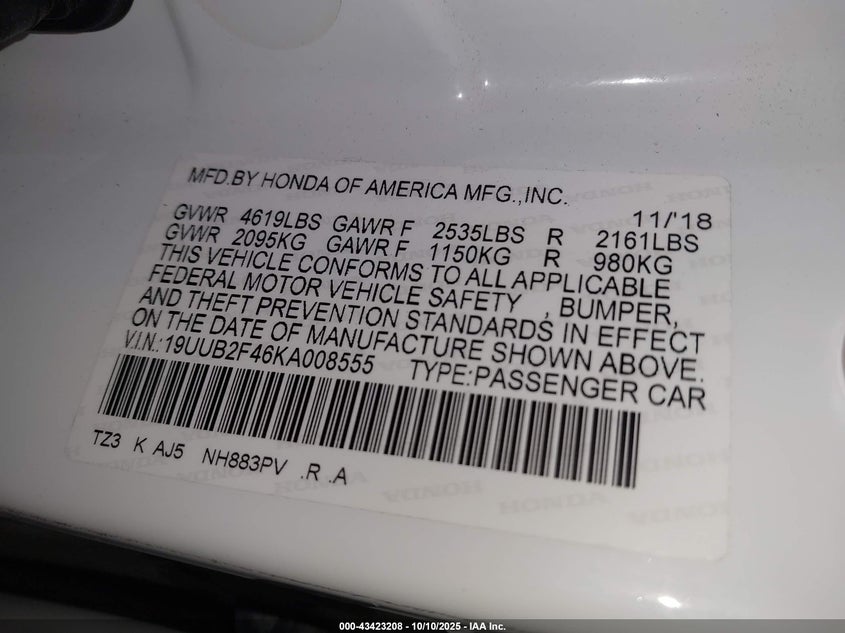 MFD.BY HONDA OF AMERICA MFG.,INC.
11/'18
GVWR 4619LBS GAWR F 2535LBS R 2161LBS
GVWR 2095KG GAWR F 1150KG R 980KG
THIS VEHICLE CONFORMS TO ALL APPLICABLE
FEDERAL MOTOR VEHICLE SAFETY , BUMPER,
AND THEFT PREVENTION STANDARDS IN EFFECT
ON THE DATE OF MANUFACTURE SHOWN ABOVE.
V.I.N.:19UUB2F46KA008555 TYPE:PASSENGER CAR
TZ3 K AJ5 NH883PV .R .A
HONDA HONDA
000-43423208 - 10/10/2025 - IAA Inc.